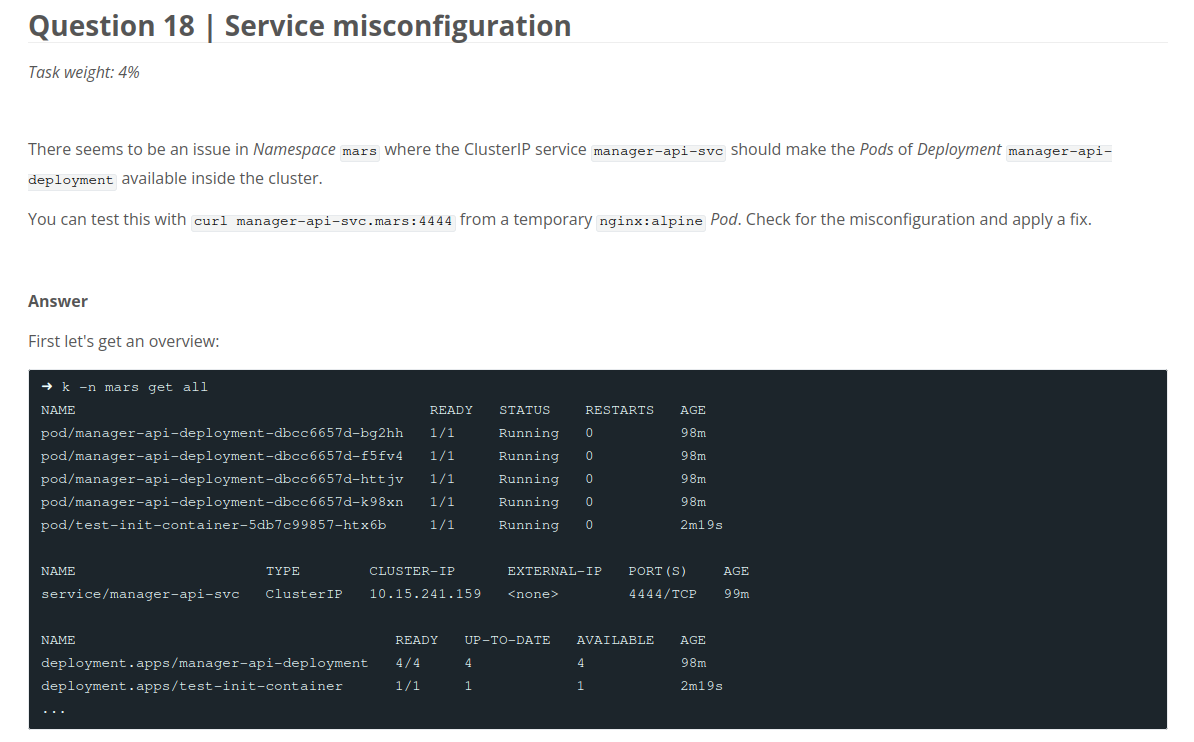 Question 18 | Service misconfiguration
Task weight: 4%
There seems to be an issue in Namespace mars where the ClusterIP service manager-api-svc should make the Pods of Deployment manager-api-
deployment available inside the cluster.
You can test this with curl manager-api-svc.mars:4444 from a temporary nginx:alpine Pod. Check for the misconfiguration and apply a fix.
Answer
First let's get an overview:
➜ k -n mars get all
NAME                                     READY   STATUS    RESTARTS   AGE
pod/manager-api-deployment-dbcc6657d-bg2hh   1/1     Running   0          98m
pod/manager-api-deployment-dbcc6657d-f5fv4   1/1     Running   0          98m
pod/manager-api-deployment-dbcc6657d-httjv   1/1     Running   0          98m
pod/manager-api-deployment-dbcc6657d-k98xn   1/1     Running   0          98m
pod/test-init-container-5db7c99857-htx6b     1/1     Running   0          2m19s
NAME                      TYPE        CLUSTER-IP      EXTERNAL-IP   PORT(S)    AGE
service/manager-api-svc   ClusterIP   10.15.241.159   <none>        4444/TCP   99m
NAME                                     READY   UP-TO-DATE   AVAILABLE   AGE
deployment.apps/manager-api-deployment   4/4     4            4           98m
deployment.apps/test-init-container      1/1     1            1           2m19s
...